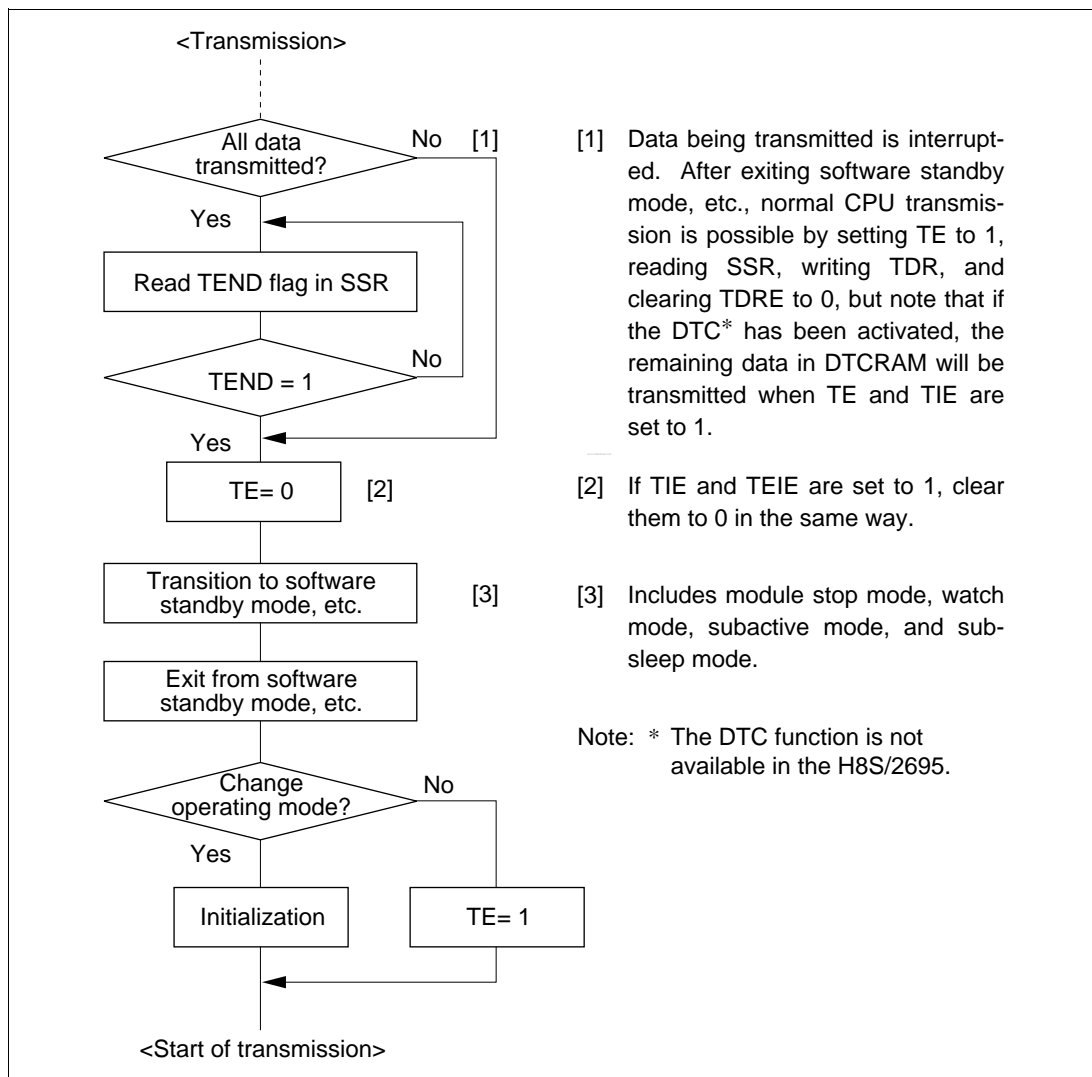 <Transmission>
All data
transmitted?
No
[1]
Yes
Read TEND flag in SSR
TEND = 1
No
Yes
TE= 0
[2]
Transition to software
standby mode, etc.
[3]
Exit from software
standby mode, etc.
Change
operating mode?
No
Yes
Initialization
TE= 1
<Start of transmission>
[1] Data being transmitted is interrupt-
ed. After exiting software standby
mode, etc., normal CPU transmis-
sion is possible by setting TE to 1,
reading SSR, writing TDR, and
clearing TDRE to 0, but note that if
the DTC* has been activated, the
remaining data in DTCRAM will be
transmitted when TE and TIE are
set to 1.
[2] If TIE and TEIE are set to 1, clear
them to 0 in the same way.
[3] Includes module stop mode, watch
mode, subactive mode, and sub-
sleep mode.
Note: * The DTC function is not
available in the H8S/2695.